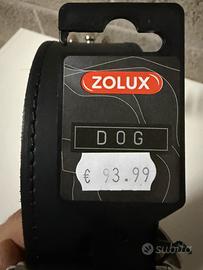 ZOLUX
DOG
€ 93.99
subito